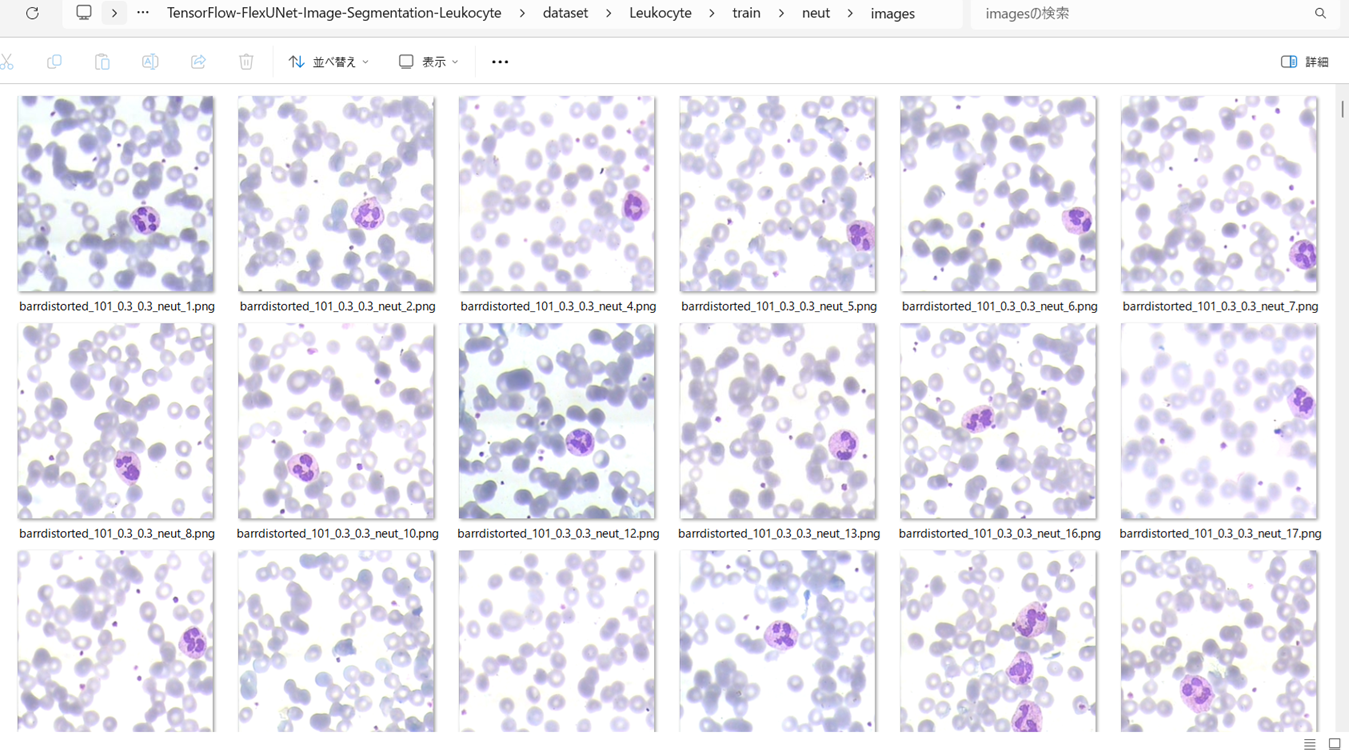 TensorFlow-FlexUNet-Image-Segmentation-Leukocyte > dataset > Leukocyte > train > neut > images
imagesの検索
並べ替え
表示
詳細
barrdistorted_101_0.3_0.3_neut_1.png
barrdistorted_101_0.3_0.3_neut_2.png
barrdistorted_101_0.3_0.3_neut_4.png
barrdistorted_101_0.3_0.3_neut_5.png
barrdistorted_101_0.3_0.3_neut_6.png
barrdistorted_101_0.3_0.3_neut_7.png
barrdistorted_101_0.3_0.3_neut_8.png
barrdistorted_101_0.3_0.3_neut_10.png
barrdistorted_101_0.3_0.3_neut_12.png
barrdistorted_101_0.3_0.3_neut_13.png
barrdistorted_101_0.3_0.3_neut_16.png
barrdistorted_101_0.3_0.3_neut_17.png